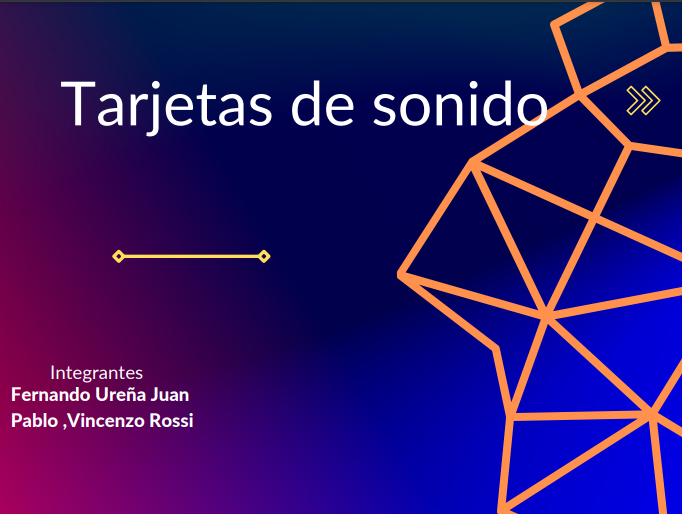 Tarjetas de sonido
Integrantes
Fernando Ureña Juan
Pablo ,Vincenzo Rossi